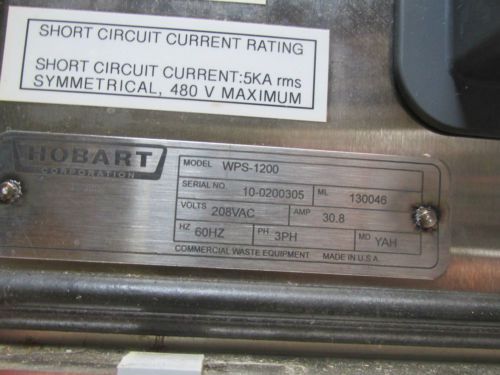 SHORT CIRCUIT CURRENT RATING
SHORT CIRCUIT CURRENT:5KA rms
SYMMETRICAL, 480 V MAXIMUM
HOBART
CORPORATION
MODEL WPS-1200
SERIAL NO. 10-0200305 ML 130046
VOLTS 208VAC AMP 30.8
HZ 60HZ PH 3PH MD YAH
COMMERCIAL WASTE EQUIPMENT MADE IN U.S.A.